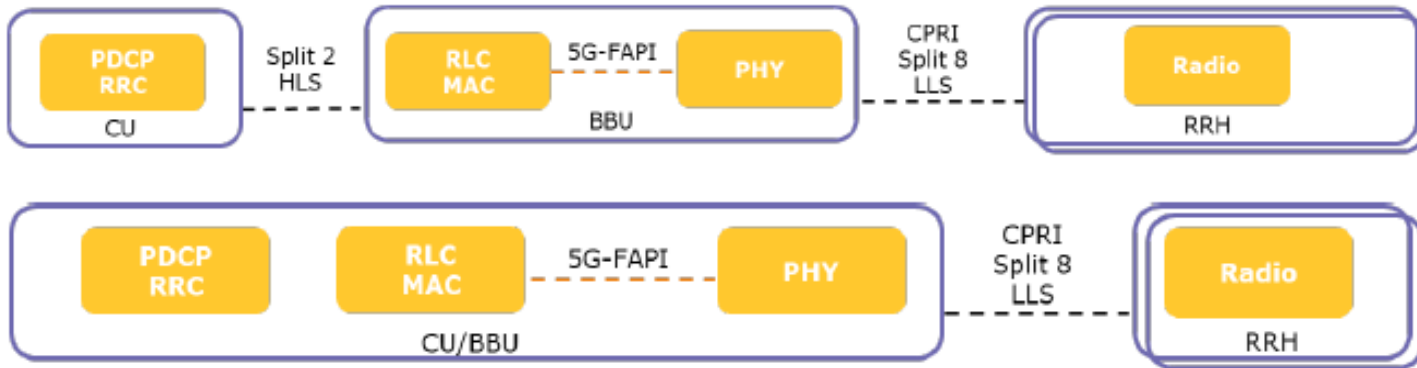 PDCP
RRC
CU
Split 2
HLS
RLC
MAC
5G-FAPI
PHY
BBU
CPRI
Split 8
LLS
Radio
RRH
PDCP
RRC
RLC
MAC
5G-FAPI
PHY
CU/BBU
CPRI
Split 8
LLS
Radio
RRH